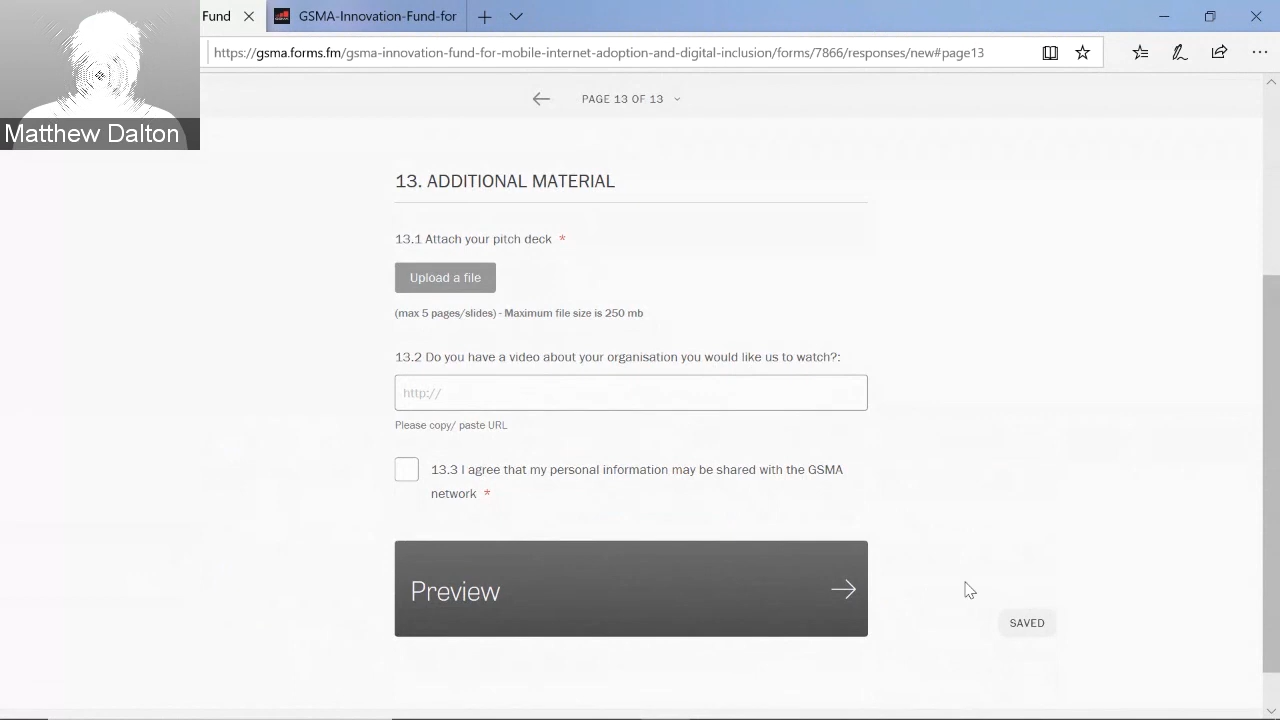 Fund
GSMA-Innovation-Fund-for
https://gsma.forms.fm/gsma-innovation-fund-for-mobile-internet-adoption-and-digital-inclusion/forms/7866/responses/new#page13
Matthew Dalton
PAGE 13 OF 13
13. ADDITIONAL MATERIAL
13.1 Attach your pitch deck *
Upload a file
(max 5 pages/slides) - Maximum file size is 250 mb
13.2 Do you have a video about your organisation you would like us to watch?:
http://
Please copy/ paste URL
13.3 I agree that my personal information may be shared with the GSMA
network *
Preview
SAVED